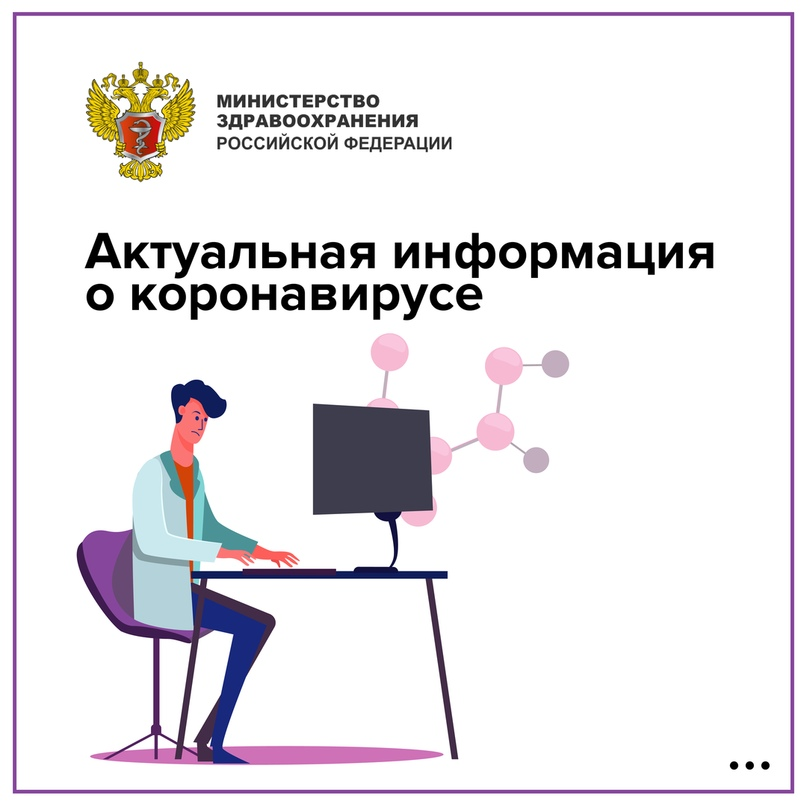 МИНИСТЕРСТВО
ЗДРАВООХРАНЕНИЯ
РОССИЙСКОЙ ФЕДЕРАЦИИ
Актуальная информация
о коронавирусе
...